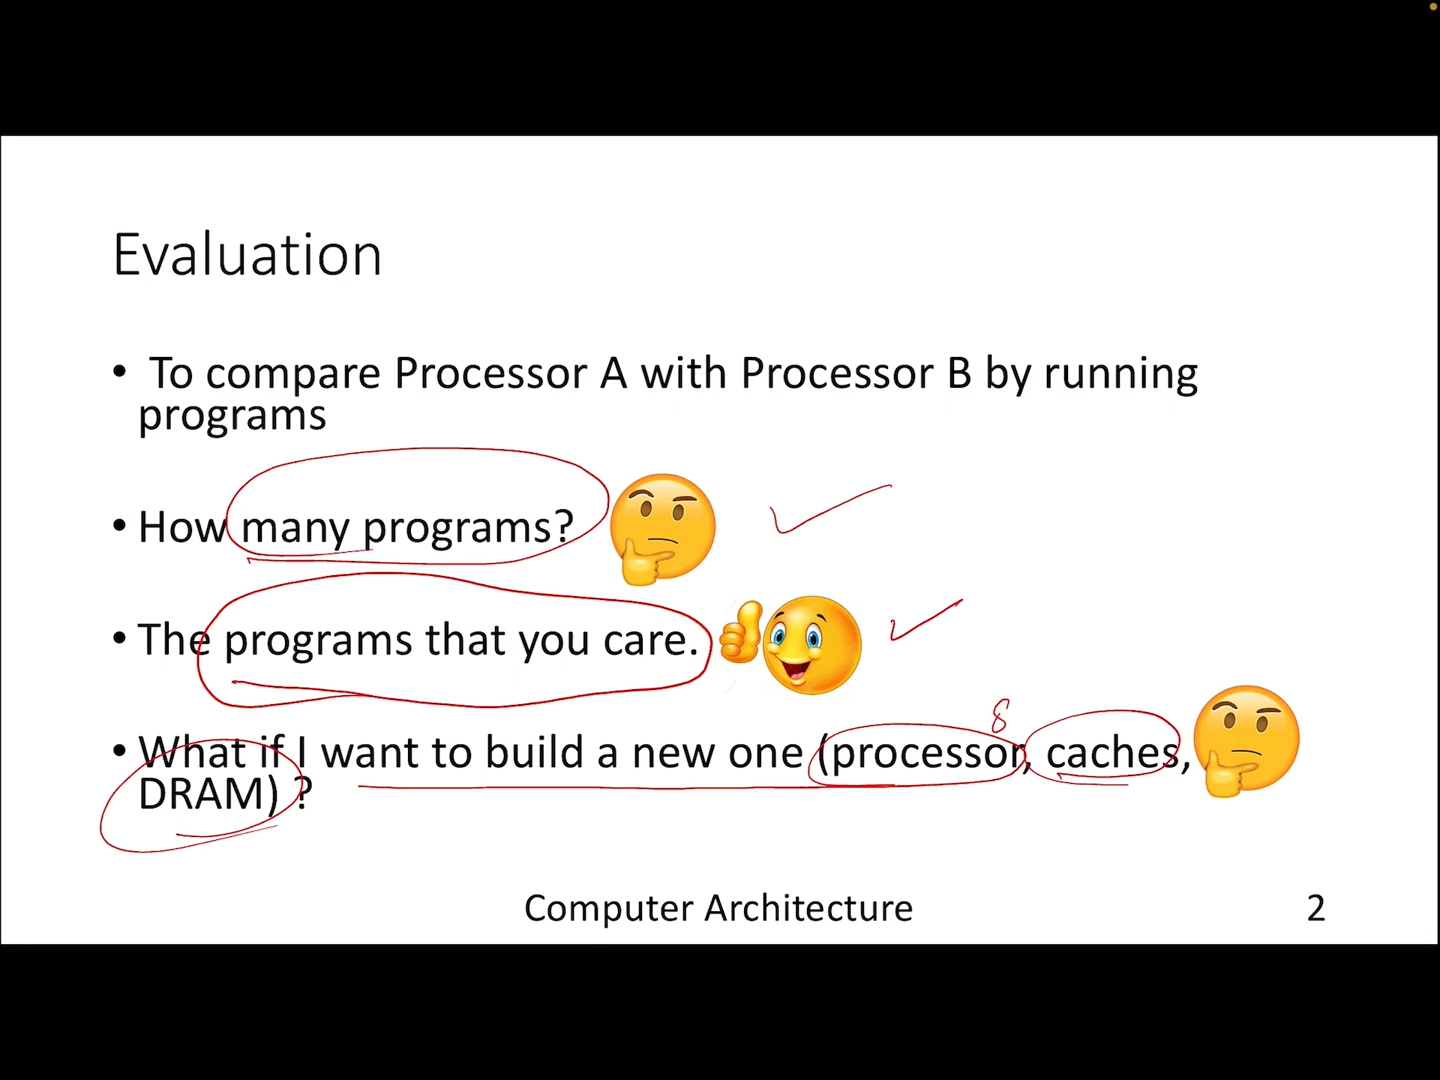 Evaluation
• To compare Processor A with Processor B by running
programs
• How many programs?
• The programs that you care.
8
• What if I want to build a new one (processor, caches,
DRAM) ?
Computer Architecture 2